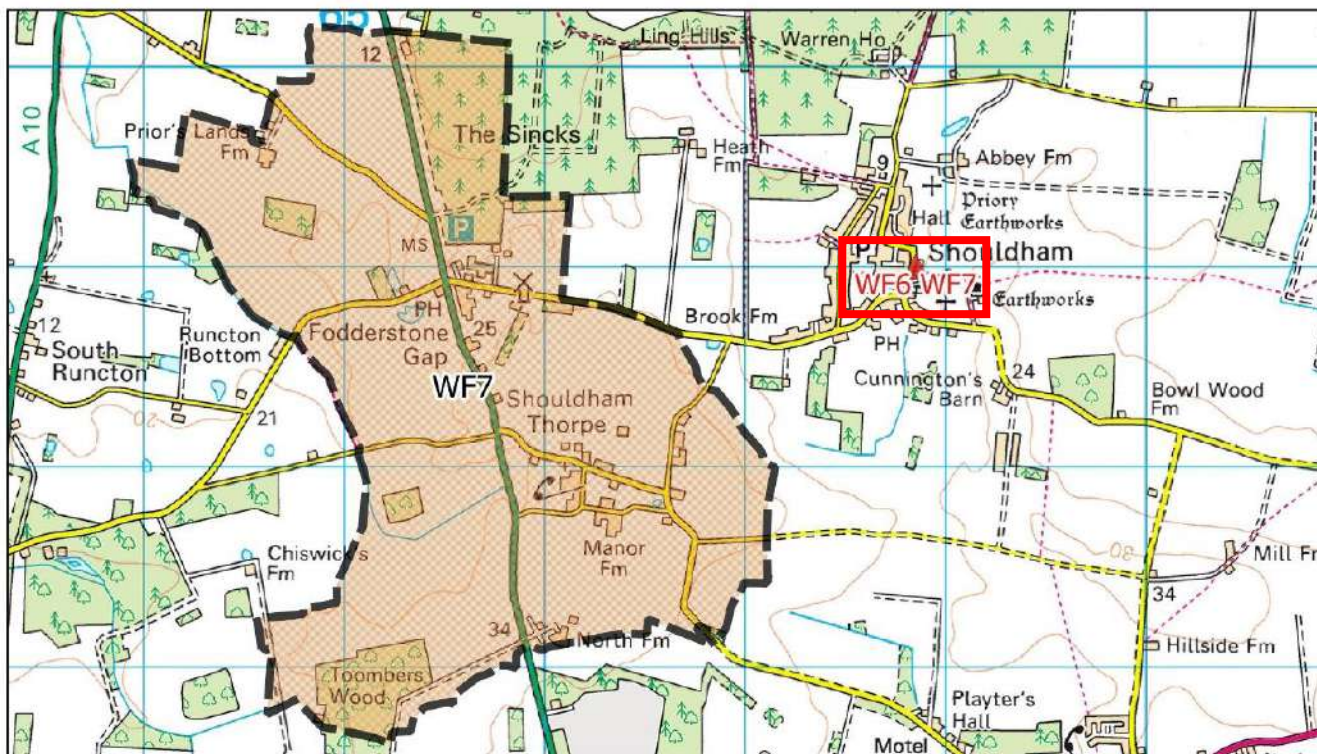 65
12
Ling Hills
Warren Ho
A10
Prior's Lands
Fm
The Sincks
Heath
Fm
9
Abbey Fm
Priory
Earthworks
Hall
P
MS
P
Shouldham
WF6 WF7
Earthworks
PH
Brook Fm
PH
12
South
Runcton
Runcton
Bottom
Fodderstone
Gap
25
WF7
Cunnington's
Barn
24
Bowl Wood
Fm
Shouldham
Thorpe
20
21
Manor
Fm
Chiswick's
Fm
30
Mill Fm
34
34
North Fm
Hillside Fm
Toombers
Wood
Playter's
Hall
Motel